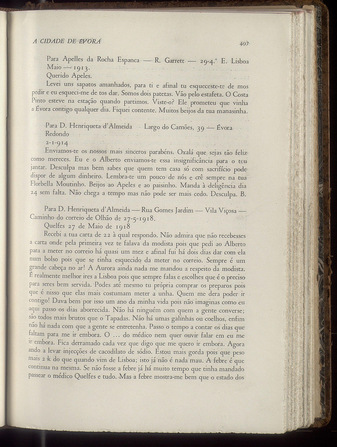 A CIDADE DE ÉVORA
407
Para Apelles da Rocha Espanca — R. Garrett — 29-4.º E. Lisboa
Maio — 1913.
Querido Apeles.
Leva uns sapatos amanhados, para ti e afinal tu esqueceste-te de mos
pedir e eu esqueci-me de tos dar. Somos dois patetas. Vão pelo estafeta. O Costa
Pinto esteve na estação quando partimos. Viste-o? Ele prometeu que vinha
a Évora contigo qualquer dia. Fiquei contente. Muitos beijos da tua manasinha.
Para D. Henriqueta d'Almeida Largo do Camões, 39 — Évora
Redondo
2-1-914
Enviamos-te os nossos mais sinceros parabéns. Oxalá que sejas tão feliz
como mereces. Eu e o Alberto enviamos-te essa insignificância para o teu
jantar. Desculpa mas bem sabes que quem tem casa só com sacrifício pode
dispor de algum dinheiro. Lembra-te um pouco de nós e crê sempre na tua
Florbella Moutinho. Beijos ao Apeles e ao paisinho. Manda à deligência dia
24 sem falta. Não chega a tempo mas não pode ser mais cedo. Desculpa. B.
Para D. Henriqueta d'Almeida — Rua Gomes Jardim — Vila Viçosa —
Caminho do correio de Olhão de 27-5-1918.
Quelfes 27 de Maio de 1918
Recebi a tua carta de 22 à qual respondo. Não admira que não recebesses
a carta onde pela primeira vez te falava da modista pois que pedi ao Alberto
para a meter no correio há quasi um mez e afinal fui há dois dias dar com ela
num bolso pois que se tinha esquecido da meter no correio. Sempre é um
grande cabeça no ar! A Aurora ainda nada me mandou a respeito da modista.
É realmente melhor ires a Lisboa pois que sempre falas e escolhes que é o preciso
para seres bem servida. Podes até mesmo tu própria comprar os preparos pois
que é nisso que elas mais costumam meter a unha. Quem me dera poder ir
contigo! Dava bem por isso um ano da minha vida pois não imaginas como eu
aqui passo os dias aborrecida. Não há ninguém com quem a gente converse;
são todos mais brutos que o Tapadas. Não há umas galinhas ou coelhos, enfim
não há nada com que a gente se entretenha. Passo o tempo a contar os dias que
faltam para me ir embora. O ... do médico nem quer ouvir falar em eu me
ir embora. Fica derramado cada vez que digo que me quero ir embora. Agora
ando a levar injecções de cacodilato de sódio. Estou mais gorda pois que peso
mais 2 k do que quando vim de Lisboa; isto já não é nada mau. A febre é que
continua na mesma. Se não fosse a febre já há muito tempo que tinha mandado
passear o médico Quelfes e tudo. Mas a febre mostra-me bem que o estado dos